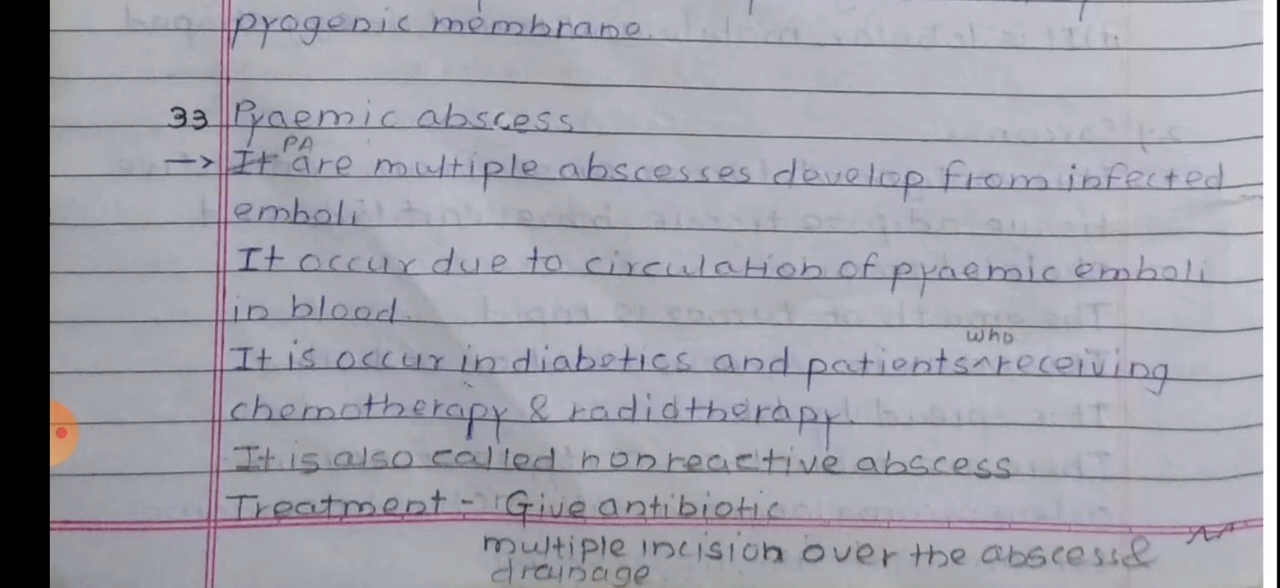 pyogenic membrane
33 Pyaemic abscess
PA
→ It are multiple abscesses develop from infected
emboli
It occur due to circulation of pyaemic emboli
in blood
who
It is occur in diabetics and patients ^ receiving
chemotherapy & radiotherapy
It is also called nonreactive abscess
Treatment - Give antibiotic
multiple incision over the abscess &
drainage